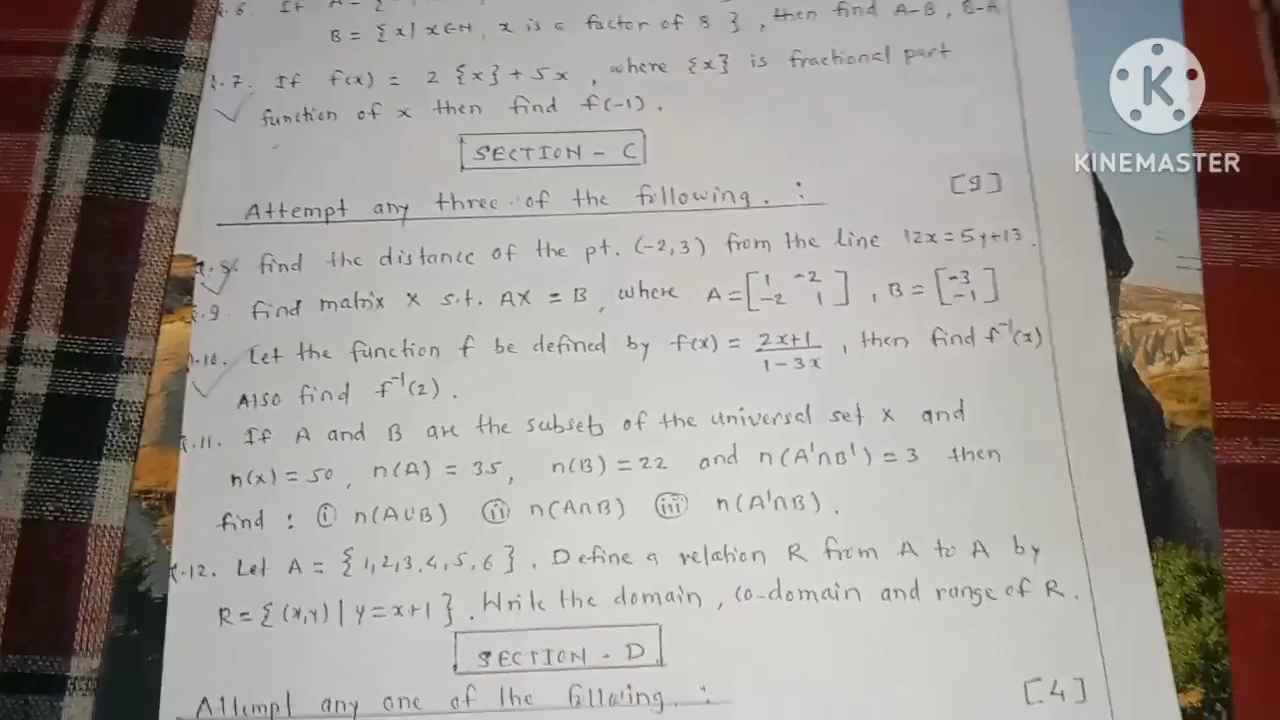 Q.6. If A = {
B = {x | x∈N, x is a factor of 8}, then find A-B, B-A
Q.7. If f(x) = 2{x}+5x, where {x} is fractional part
function of x then find f(-1).
SECTION - C
Attempt any three of the following. : [9]
Q.8. find the distance of the pt. (-2,3) from the line 12x=5y+13.
Q.9 find matrix X s.t. AX = B, where A = [1 -2; -2 1], B = [-3; -1]
Q.10. Let the function f be defined by f(x) = (2x+1)/(1-3x), then find f⁻¹(x)
Also find f⁻¹(2).
Q.11. If A and B are the subsets of the universal set X and
n(X) = 50, n(A) = 35, n(B) = 22 and n(A'∩B') = 3 then
find : (i) n(A∪B) (ii) n(A∩B) (iii) n(A'∩B).
Q.12. Let A = {1,2,3,4,5,6}. Define a relation R from A to A by
R = {(x,y) | y = x+1}. Write the domain, co-domain and range of R.
SECTION - D
Attempt any one of the following. : [4]
K
KINEMASTER